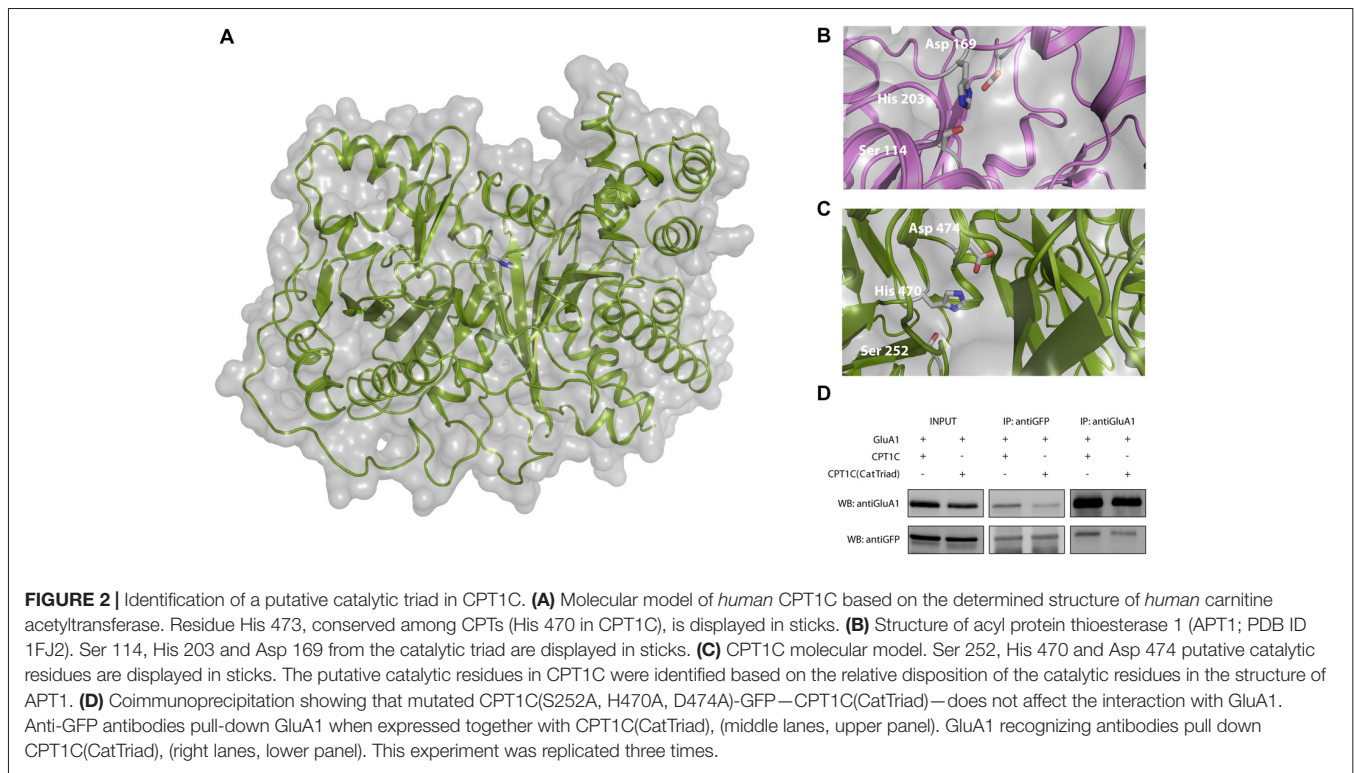 A
B
Asp 169
His 203
Ser 114
C
Asp 474
His 470
Ser 252
D
INPUT IP: antiGFP IP: antiGluA1
GluA1 + + + + + +
CPT1C + - + - + -
CPT1C(CatTriad) - + - + - +
WB: antiGluA1
WB: antiGFP
FIGURE 2 | Identification of a putative catalytic triad in CPT1C. (A) Molecular model of human CPT1C based on the determined structure of human carnitine
acetyltransferase. Residue His 473, conserved among CPTs (His 470 in CPT1C), is displayed in sticks. (B) Structure of acyl protein thioesterase 1 (APT1; PDB ID
1FJ2). Ser 114, His 203 and Asp 169 from the catalytic triad are displayed in sticks. (C) CPT1C molecular model. Ser 252, His 470 and Asp 474 putative catalytic
residues are displayed in sticks. The putative catalytic residues in CPT1C were identified based on the relative disposition of the catalytic residues in the structure of
APT1. (D) Coimmunoprecipitation showing that mutated CPT1C(S252A, H470A, D474A)-GFP—CPT1C(CatTriad)—does not affect the interaction with GluA1.
Anti-GFP antibodies pull-down GluA1 when expressed together with CPT1C(CatTriad), (middle lanes, upper panel). GluA1 recognizing antibodies pull down
CPT1C(CatTriad), (right lanes, lower panel). This experiment was replicated three times.